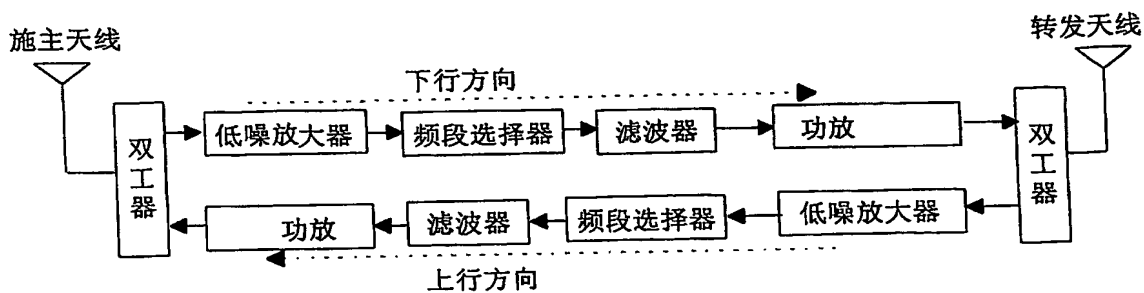 施主天线
转发天线
下行方向
双工器
低噪放大器
频段选择器
滤波器
功放
双工器
功放
滤波器
频段选择器
低噪放大器
上行方向